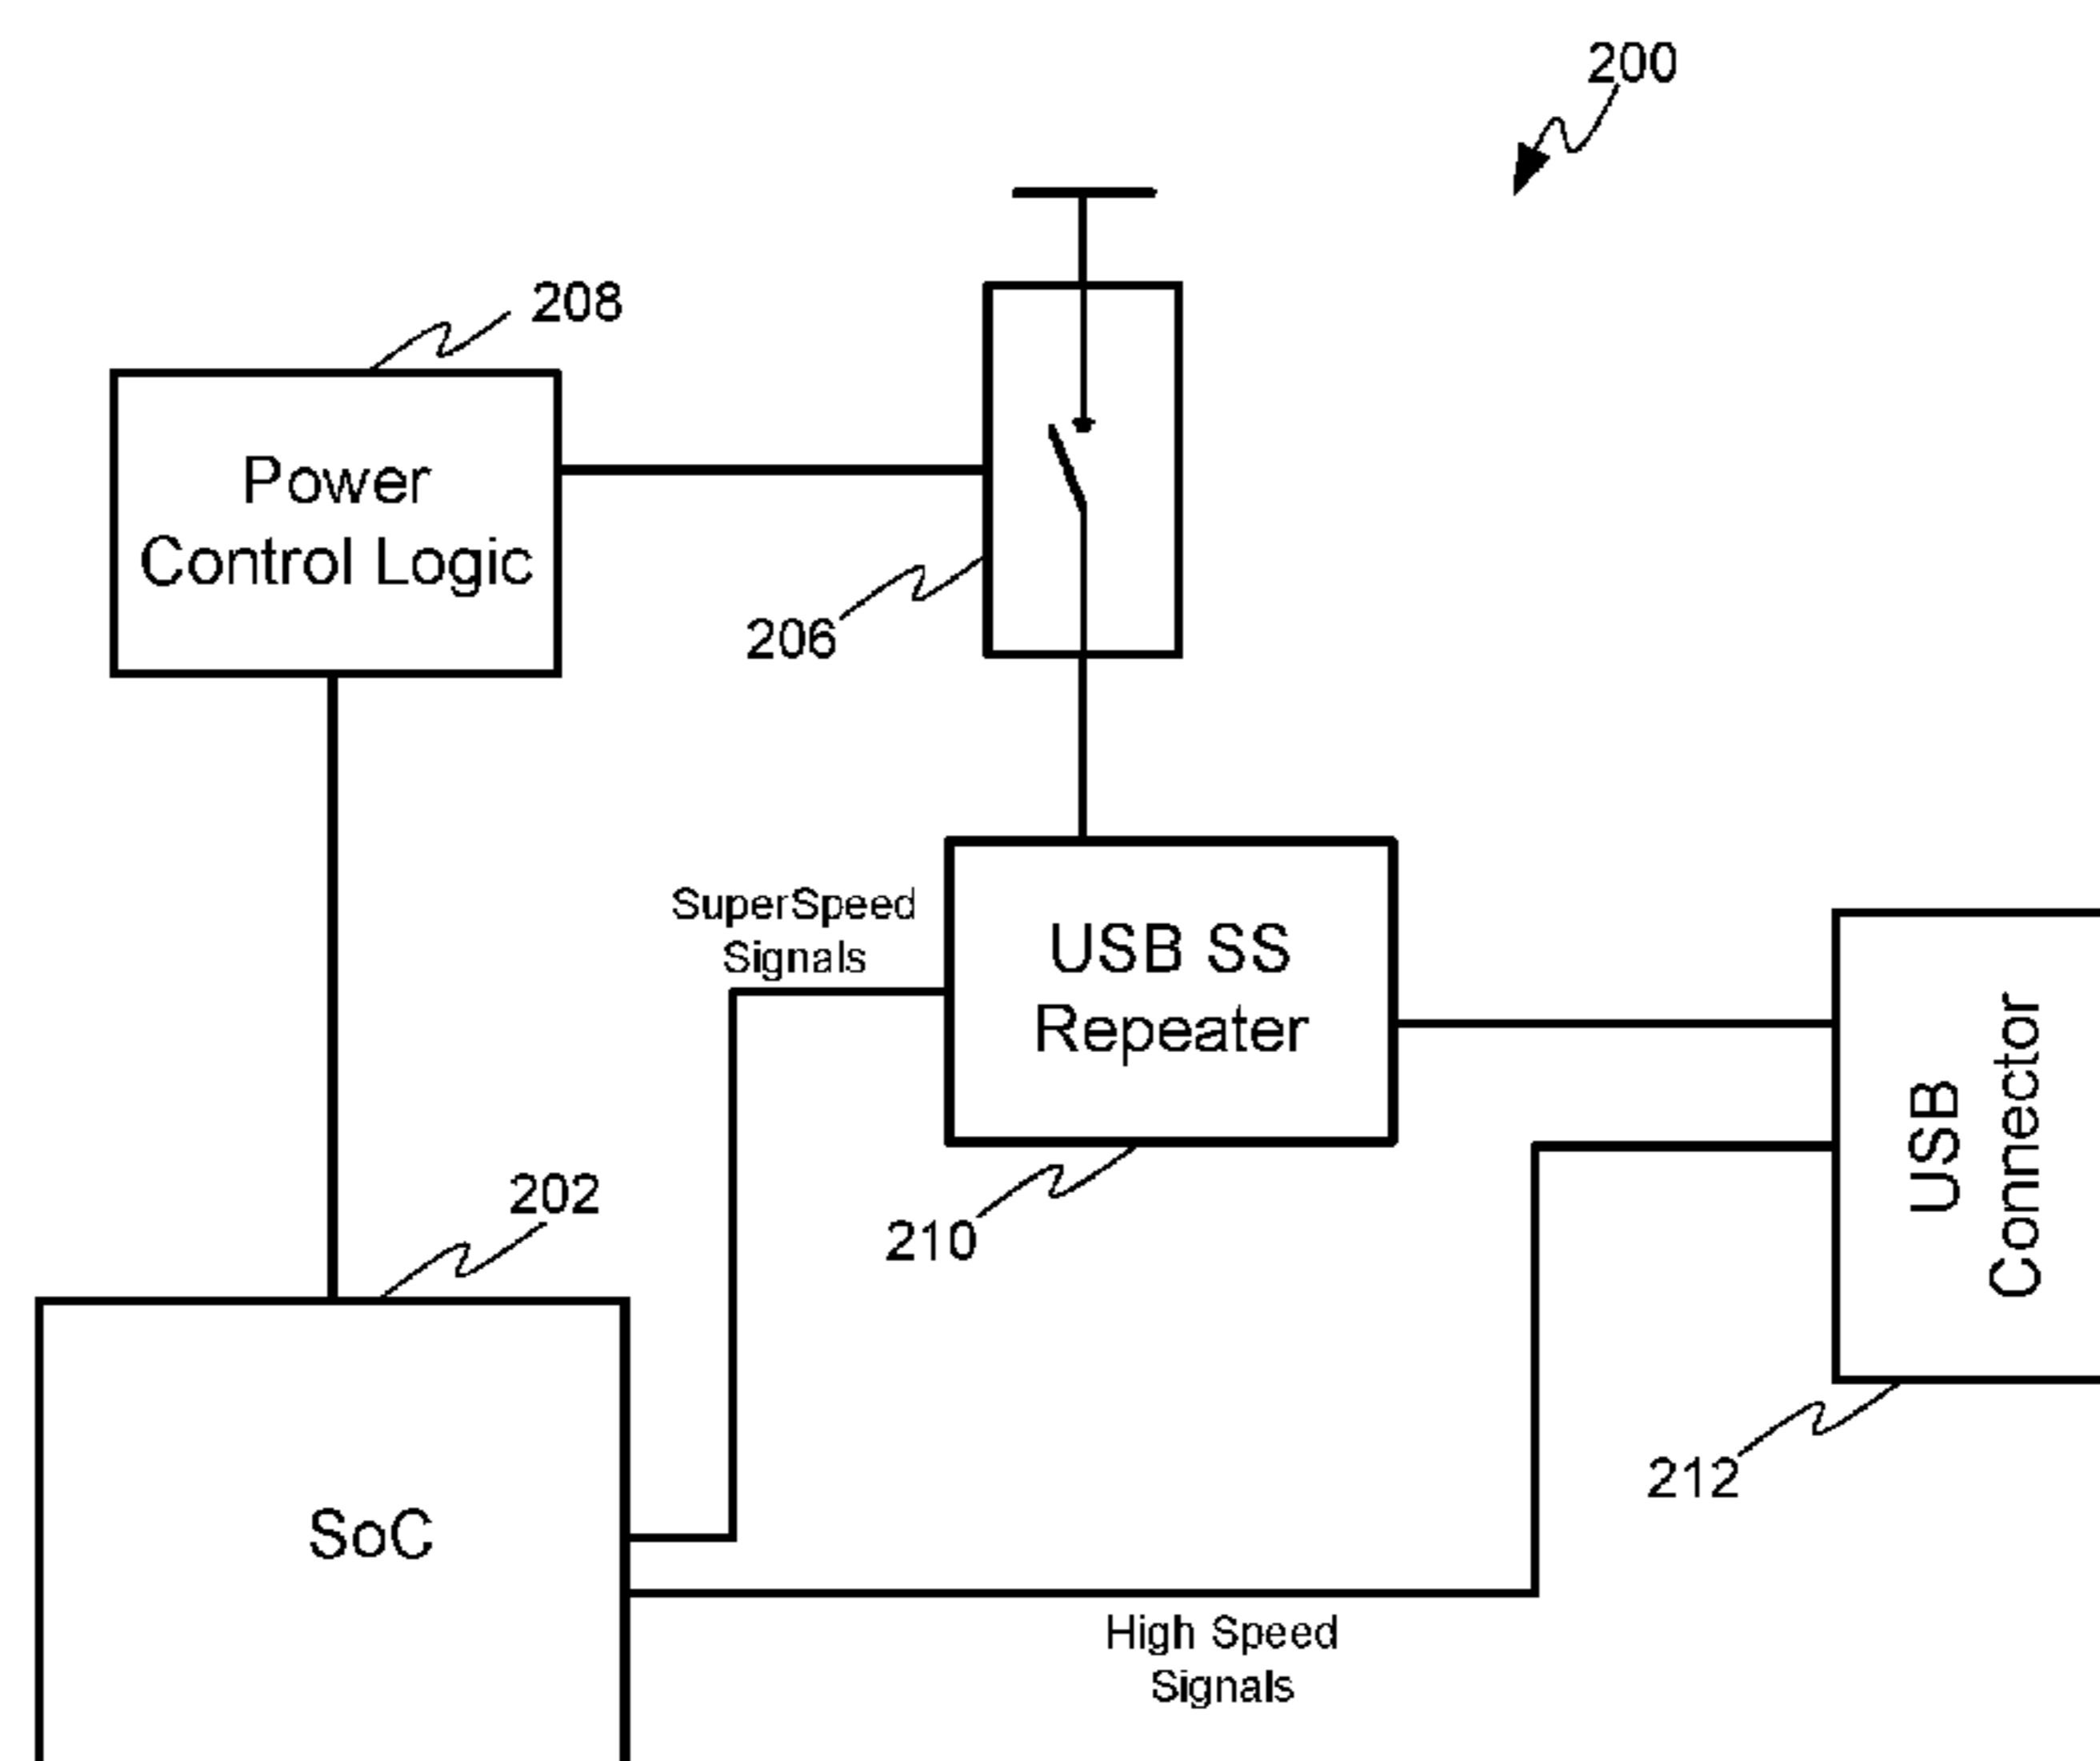 200
208
Power
Control Logic
206
SuperSpeed
Signals
USB SS
Repeater
USB
Connector
202
210
212
SoC
High Speed
Signals